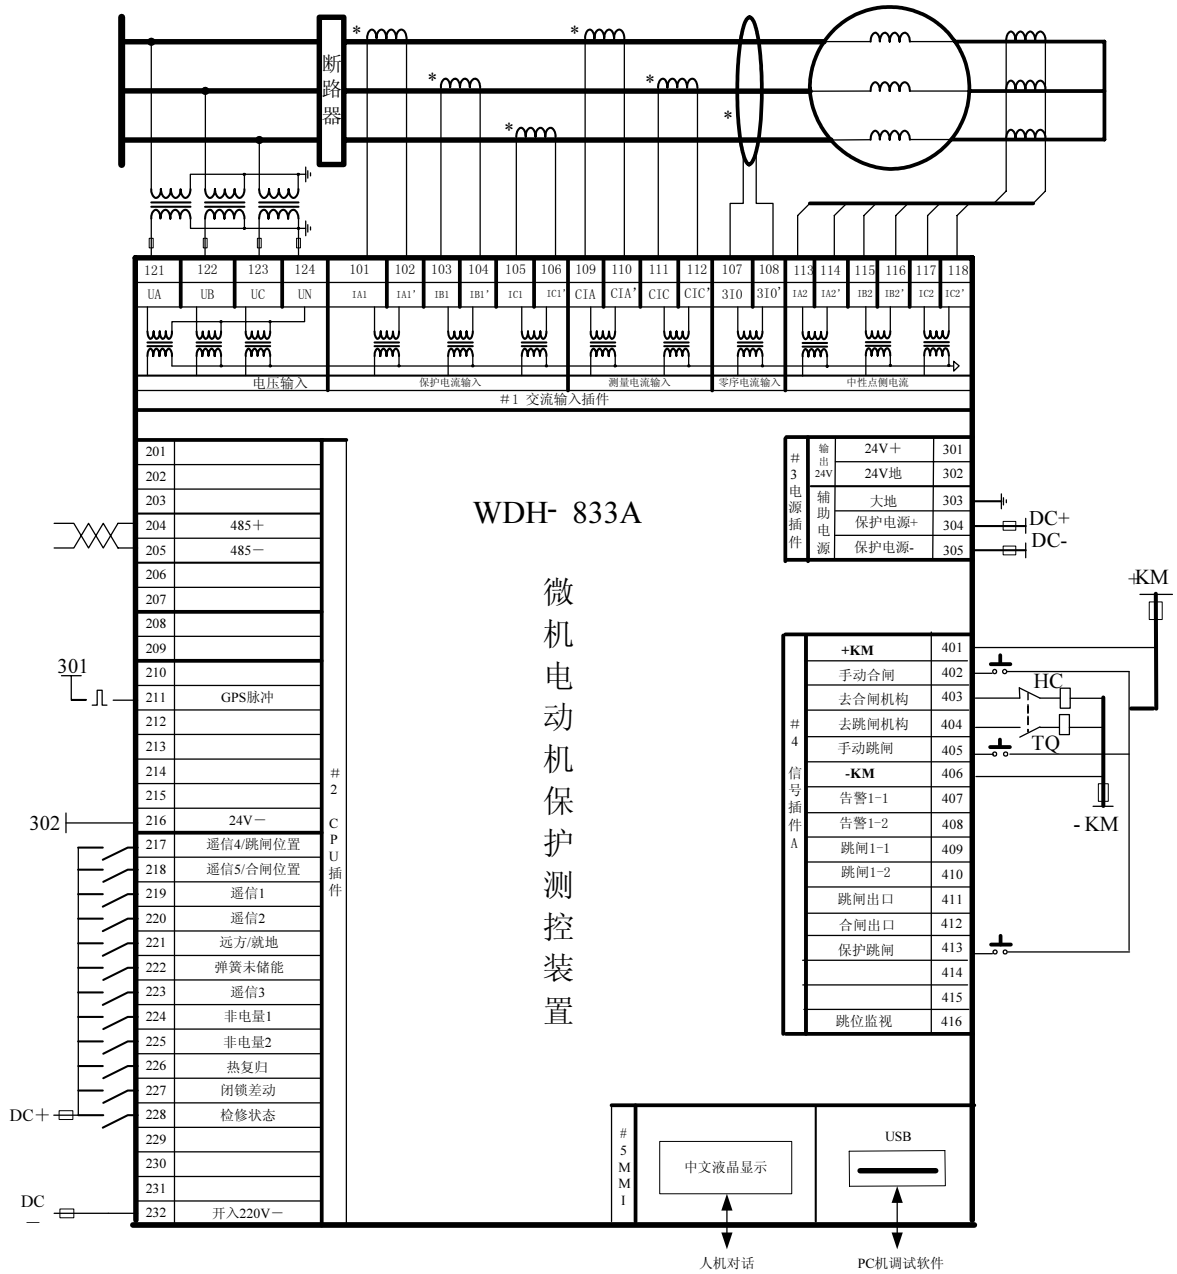 断路器
* * * * * *
121 122 123 124 101 102 103 104 105 106 109 110 111 112 107 108 113 114 115 116 117 118
UA UB UC UN IA1 IA1' IB1 IB1' IC1 IC1' CIA CIA' CIC CIC' 3I0 3I0' IA2 IA2' IB2 IB2' IC2 IC2'
电压输入 保护电流输入 测量电流输入 零序电流输入 中性点侧电流
#1 交流输入插件
WDH- 833A
微机电动机保护测控装置
#2 CPU插件
201
202
203
204 485+
205 485-
206
207
208
209
210
301
211 GPS脉冲
212
213
214
215
302
216 24V-
217 遥信4/跳闸位置
218 遥信5/合闸位置
219 遥信1
220 遥信2
221 远方/就地
222 弹簧未储能
223 遥信3
224 非电量1
225 非电量2
226 热复归
227 闭锁差动
DC+
228 检修状态
229
230
231
DC
-
232 开入220V-
#3电源插件
输出24V
24V+ 301
24V地 302
辅助电源
大地 303
保护电源+ 304 DC+
保护电源- 305 DC-
+KM
#4 信号插件A
+KM 401
手动合闸 402
去合闸机构 403 HC
去跳闸机构 404
TQ
手动跳闸 405
-KM 406
告警1-1 407
-KM
告警1-2 408
跳闸1-1 409
跳闸1-2 410
跳闸出口 411
合闸出口 412
保护跳闸 413
414
415
跳位监视 416
#5MMI
中文液晶显示
USB
人机对话
PC机调试软件